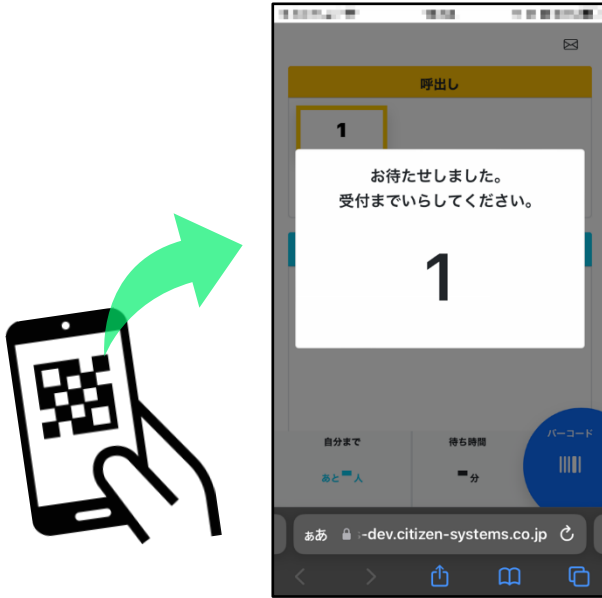 呼出し
1
お待たせしました。
受付までいらしてください。
1
自分まで
待ち時間
バーコード
あと-人
-分
ぁあ
-dev.citizen-systems.co.jp